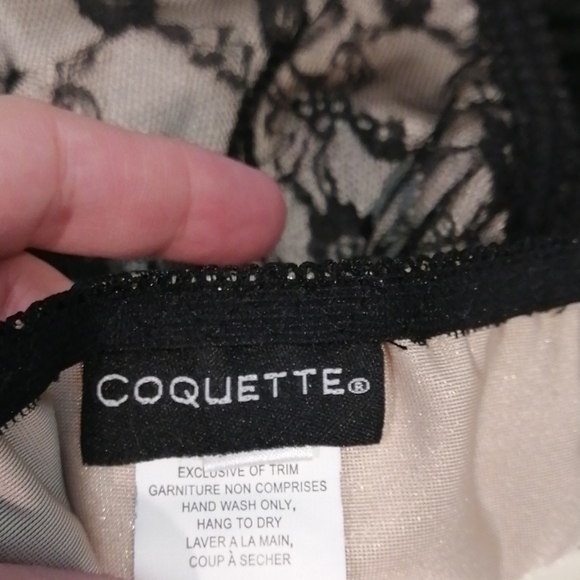 COQUETTE®
EXCLUSIVE OF TRIM
GARNITURE NON COMPRISES
HAND WASH ONLY,
HANG TO DRY
LAVER A LA MAIN,
COUP À SECHER